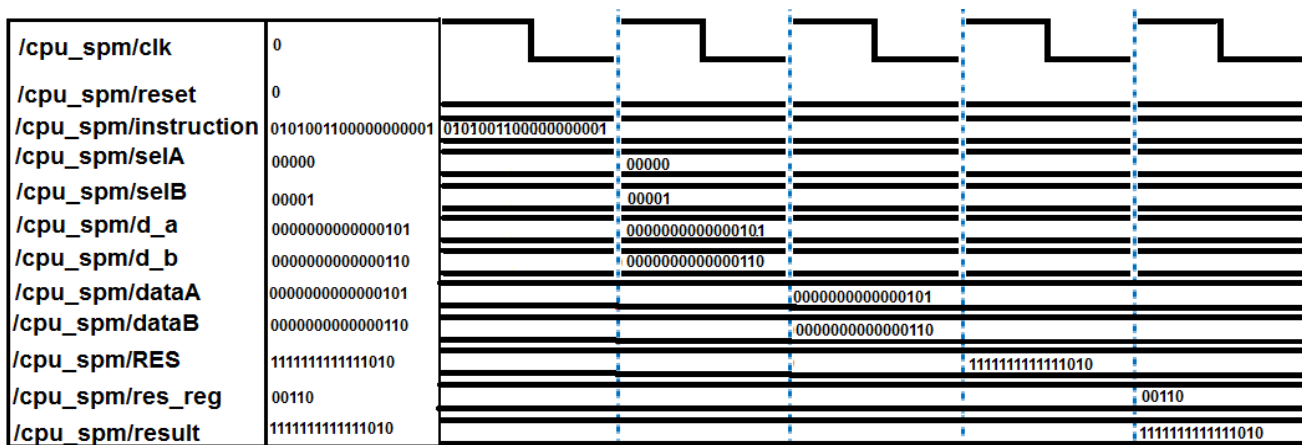 /cpu_spm/clk 0
/cpu_spm/reset 0
/cpu_spm/instruction 0101001100000000001 0101001100000000001
/cpu_spm/selA 00000 00000
/cpu_spm/selB 00001 00001
/cpu_spm/d_a 0000000000000101 0000000000000101
/cpu_spm/d_b 0000000000000110 0000000000000110
/cpu_spm/dataA 0000000000000101 0000000000000101
/cpu_spm/dataB 0000000000000110 0000000000000110
/cpu_spm/RES 1111111111111010 1111111111111010
/cpu_spm/res_reg 00110 00110
/cpu_spm/result 1111111111111010 1111111111111010